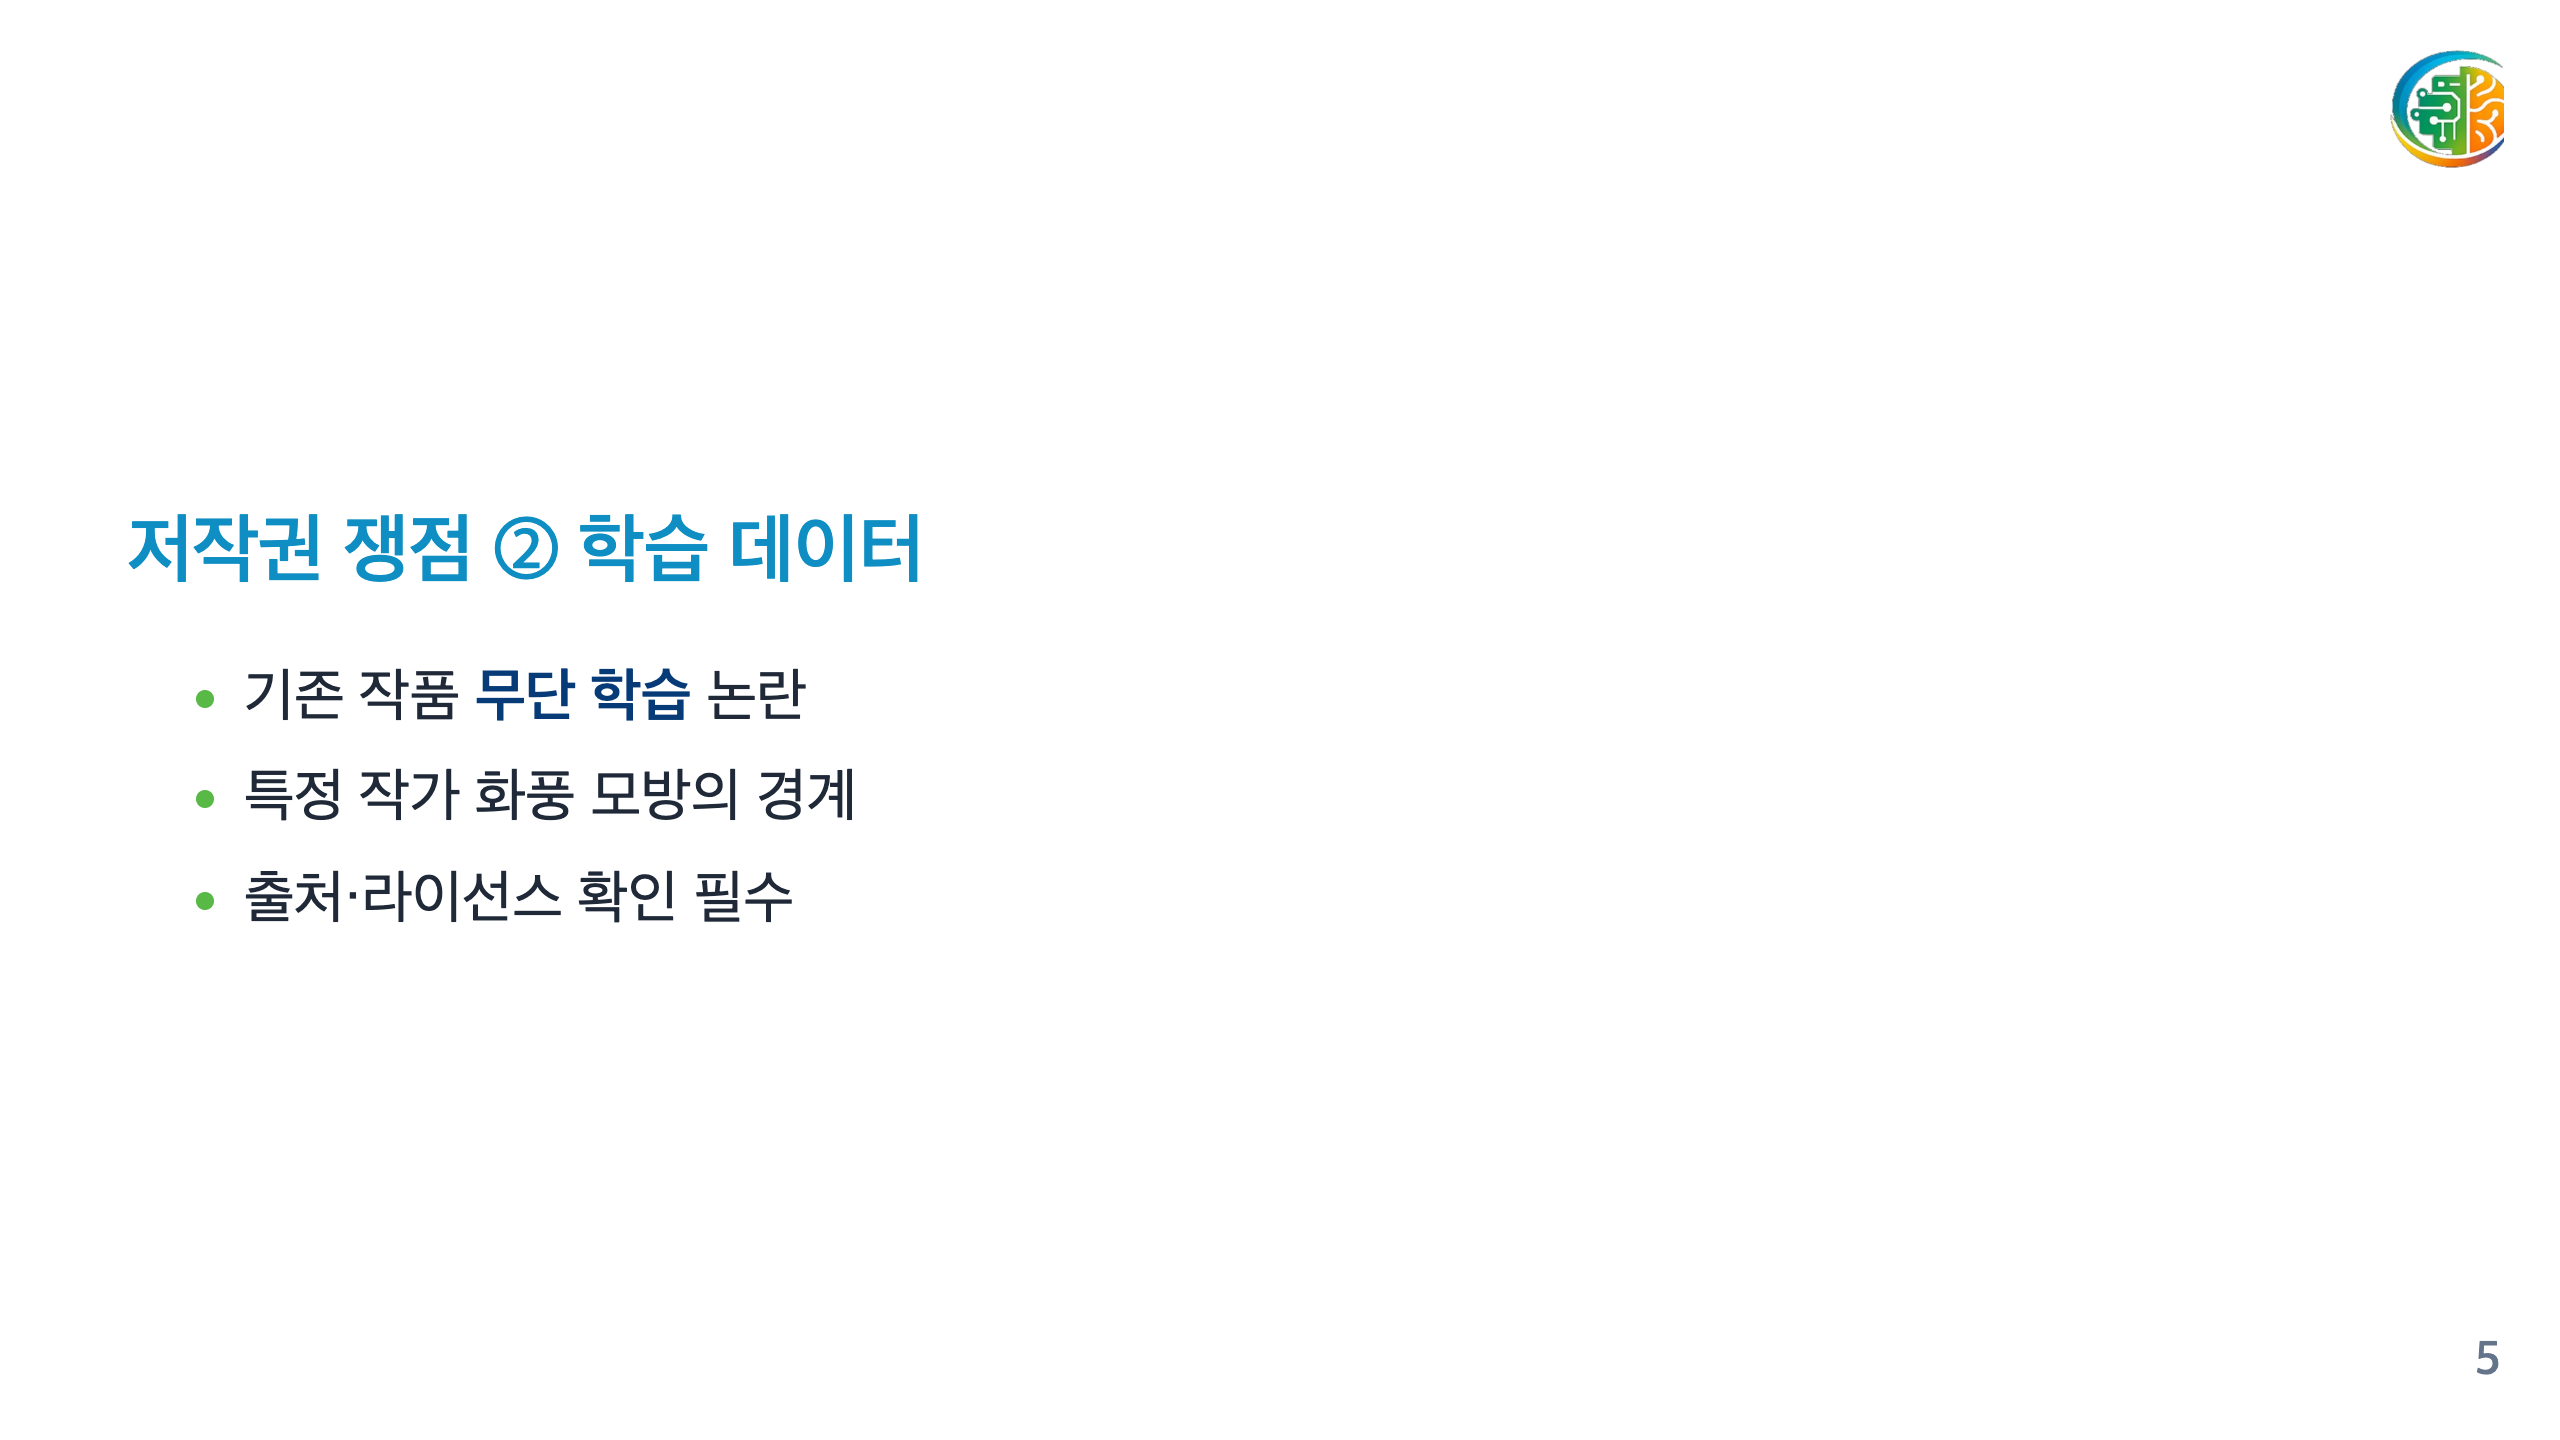 저작권 쟁점 ② 학습 데이터
• 기존 작품 무단 학습 논란
• 특정 작가 화풍 모방의 경계
• 출처·라이선스 확인 필수
5